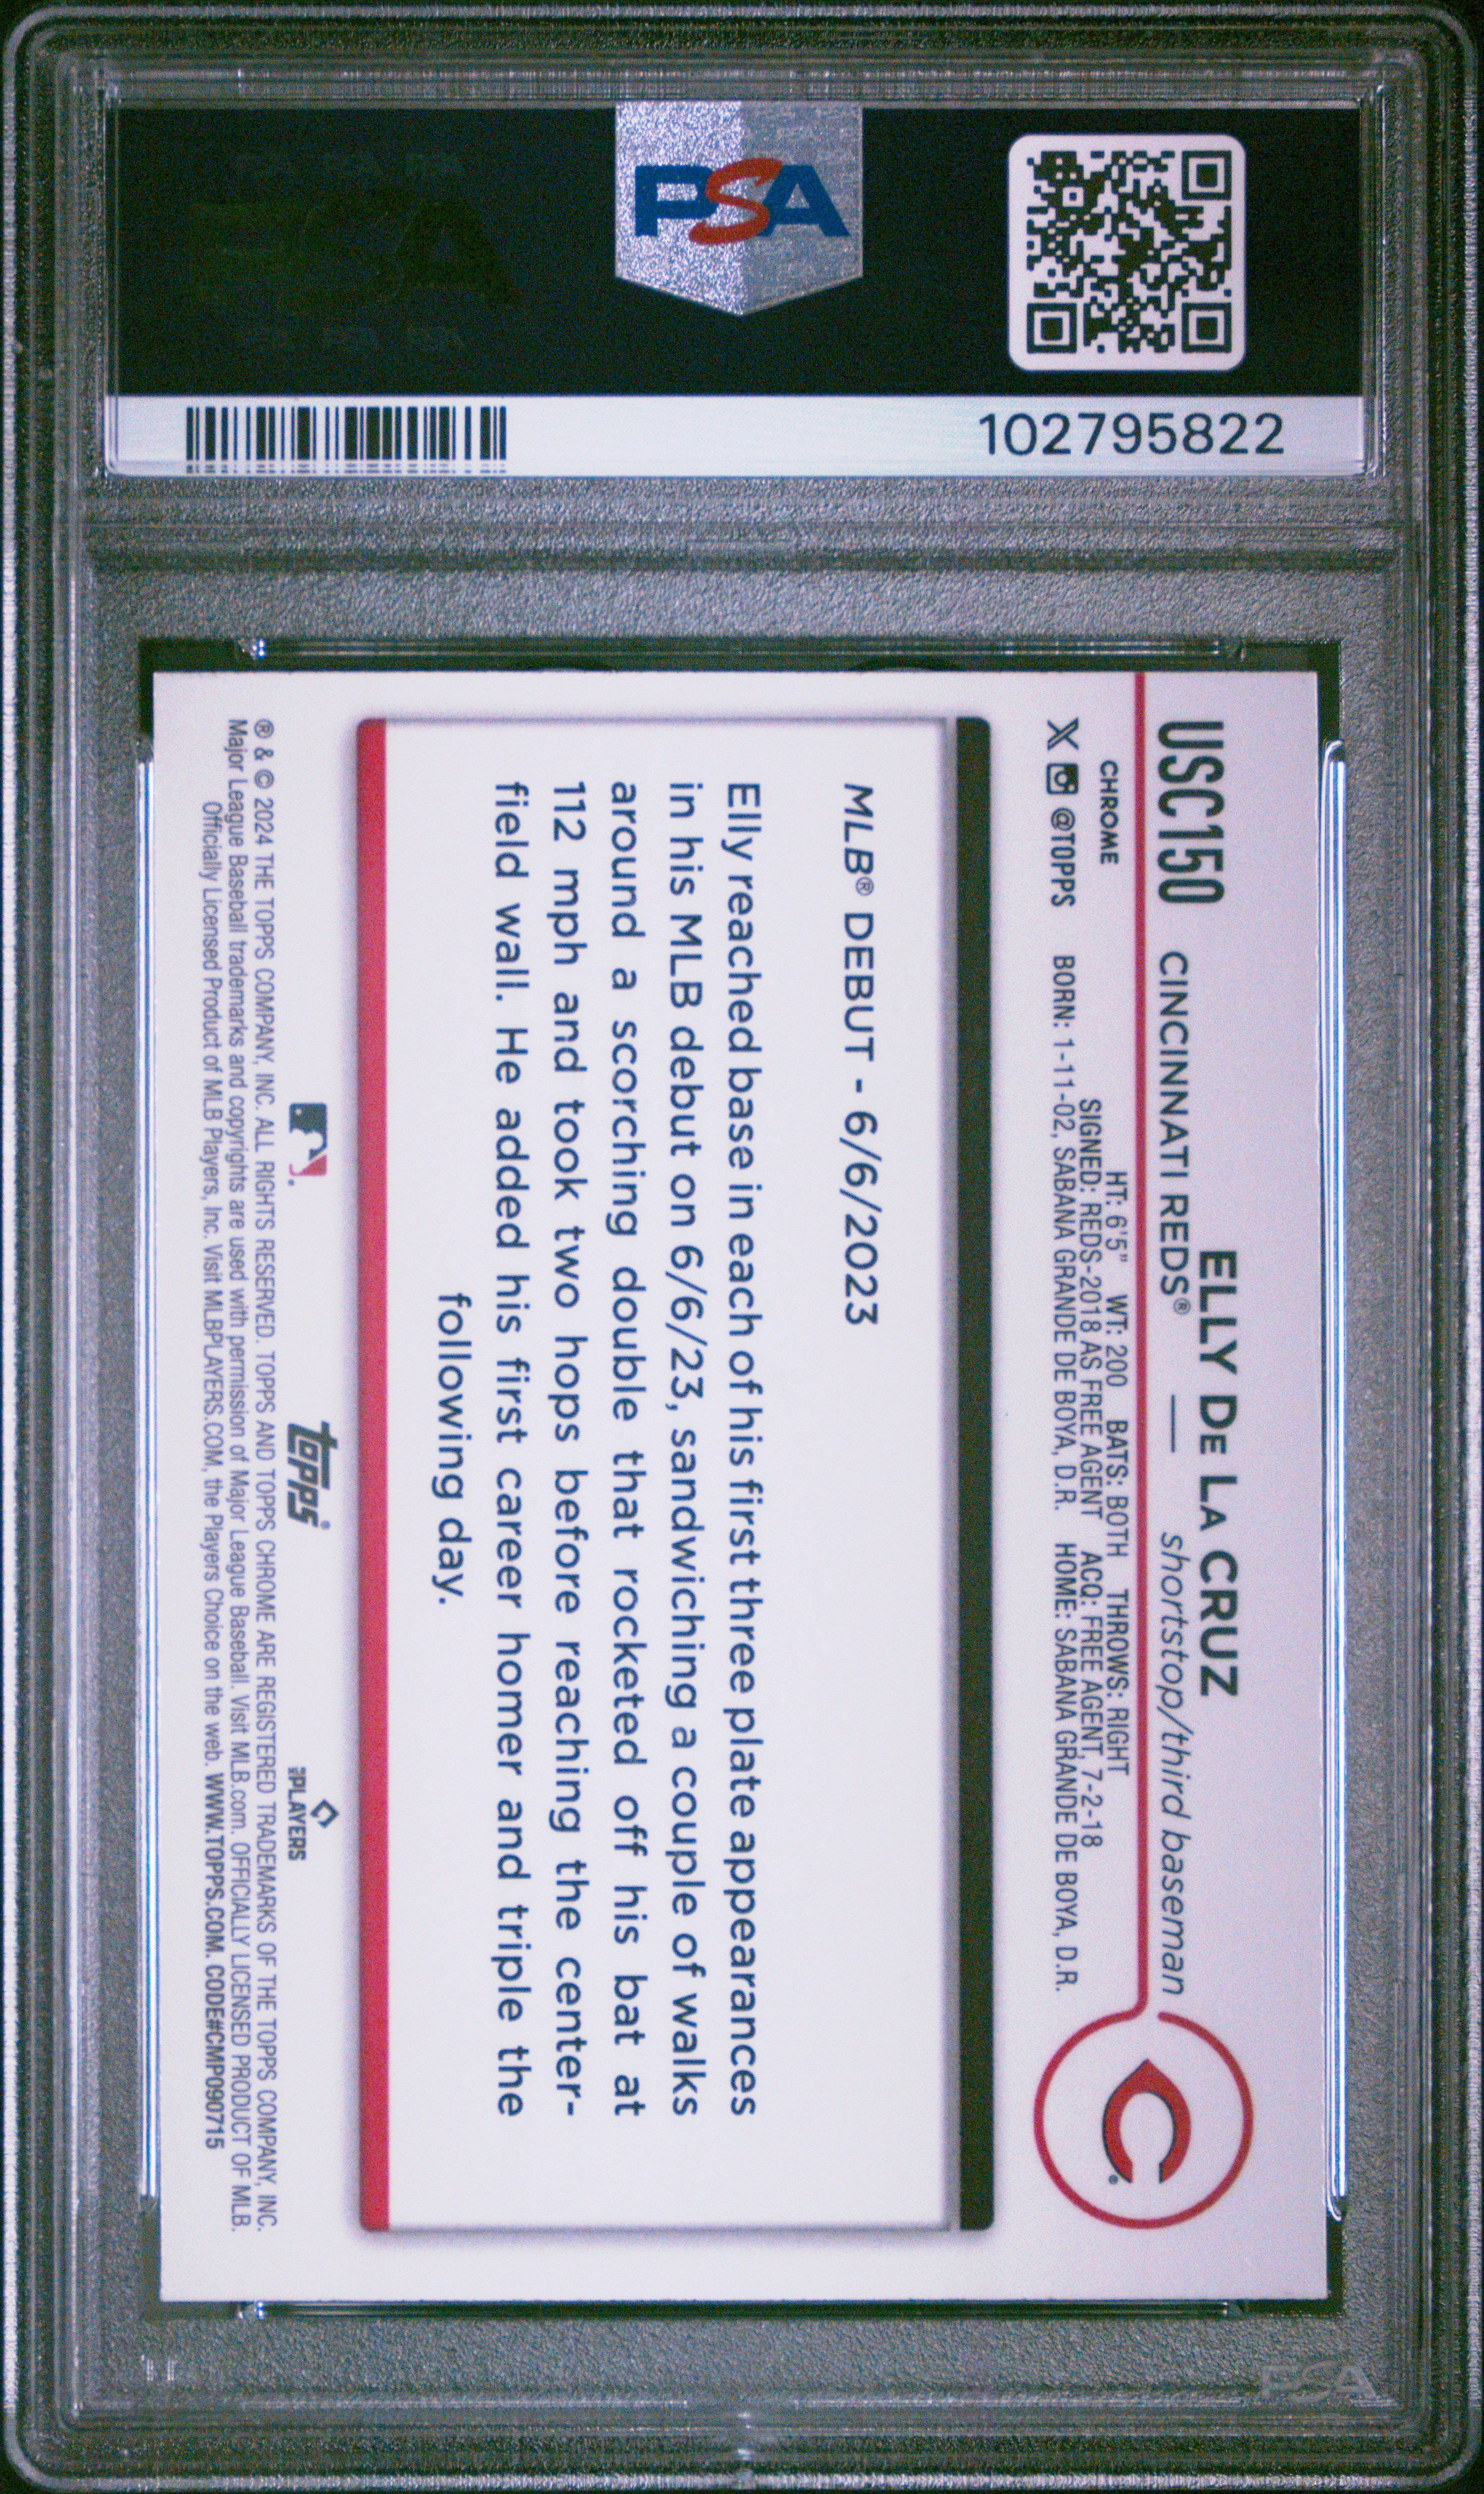 PSA
102795822
USC150
CINCINNATI REDS®
ELLY DE LA CRUZ
shortstop/third baseman
CHROME
HT: 6'5" WT: 200 BATS: BOTH THROWS: RIGHT
SIGNED: REDS-2018 AS FREE AGENT ACQ: FREE AGENT, 7-2-18
X @TOPPS BORN: 1-11-02, SABANA GRANDE DE BOYA, D.R. HOME: SABANA GRANDE DE BOYA, D.R.
C
MLB® DEBUT - 6/6/2023
Elly reached base in each of his first three plate appearances
in his MLB debut on 6/6/23, sandwiching a couple of walks
around a scorching double that rocketed off his bat at
112 mph and took two hops before reaching the center-
field wall. He added his first career homer and triple the
following day.
topps®
PLAYERS
® & © 2024 THE TOPPS COMPANY, INC. ALL RIGHTS RESERVED. TOPPS AND TOPPS CHROME ARE REGISTERED TRADEMARKS OF THE TOPPS COMPANY, INC.
Major League Baseball trademarks and copyrights are used with permission of Major League Baseball. Visit MLB.com. OFFICIALLY LICENSED PRODUCT OF MLB.
Officially Licensed Product of MLB Players, Inc. Visit MLBPLAYERS.COM, the Players Choice on the web. WWW.TOPPS.COM. CODE#CMP090715
PSA